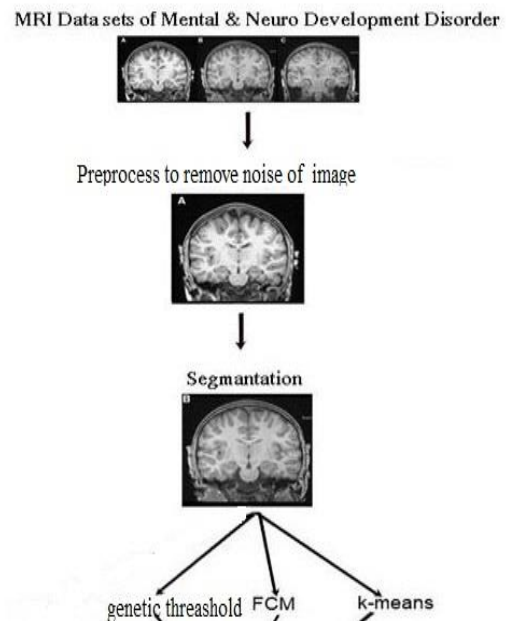 MRI Data sets of Mental & Neuro Development Disorder
A B C
Preprocess to remove noise of image
A
Segmantation
B
genetic threashold FCM k-means